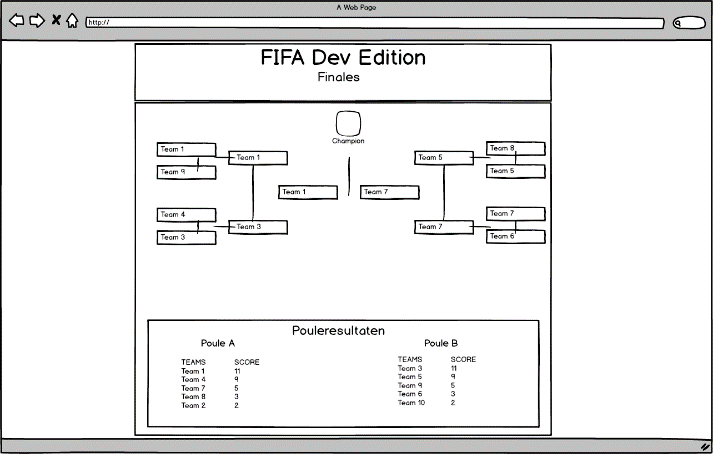 A Web Page
http://
FIFA Dev Edition
Finales
Champion
Team 1
Team 9
Team 1
Team 4
Team 3
Team 3
Team 1
Team 7
Team 5
Team 7
Team 8
Team 5
Team 7
Team 6
Pouleresultaten
Poule A
TEAMS SCORE
Team 1 11
Team 4 9
Team 7 5
Team 8 3
Team 2 2
Poule B
TEAMS SCORE
Team 3 11
Team 5 9
Team 9 5
Team 6 3
Team 10 2